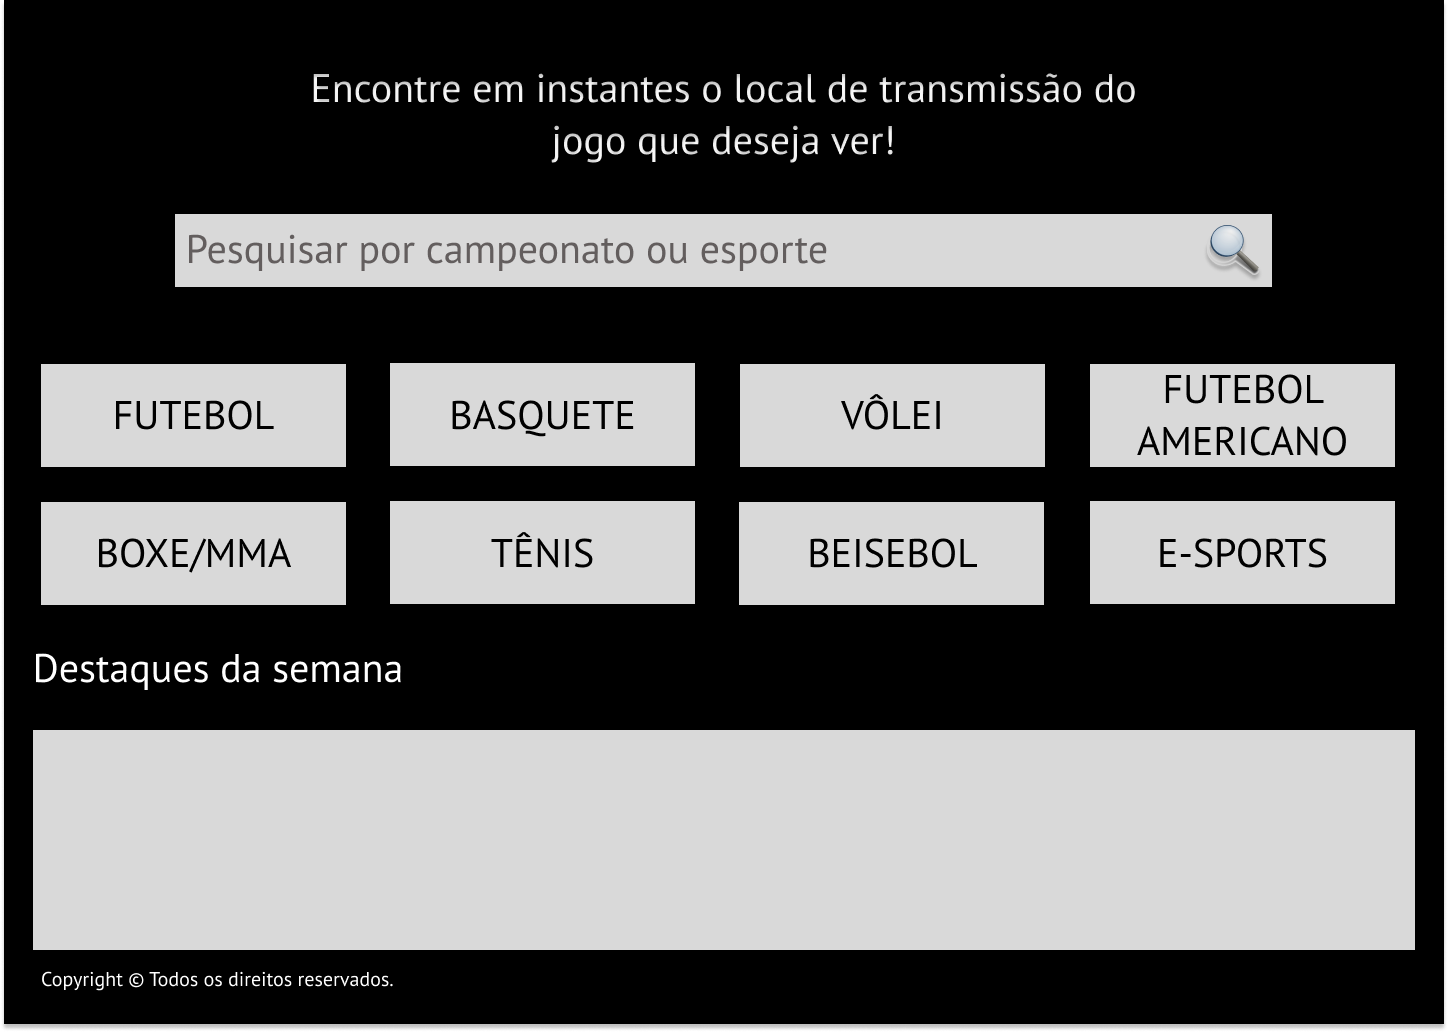 Encontre em instantes o local de transmissão do
jogo que deseja ver!
Pesquisar por campeonato ou esporte
FUTEBOL
BASQUETE
VÔLEI
FUTEBOL
AMERICANO
BOXE/MMA
TÊNIS
BEISEBOL
E-SPORTS
Destaques da semana
Copyright © Todos os direitos reservados.